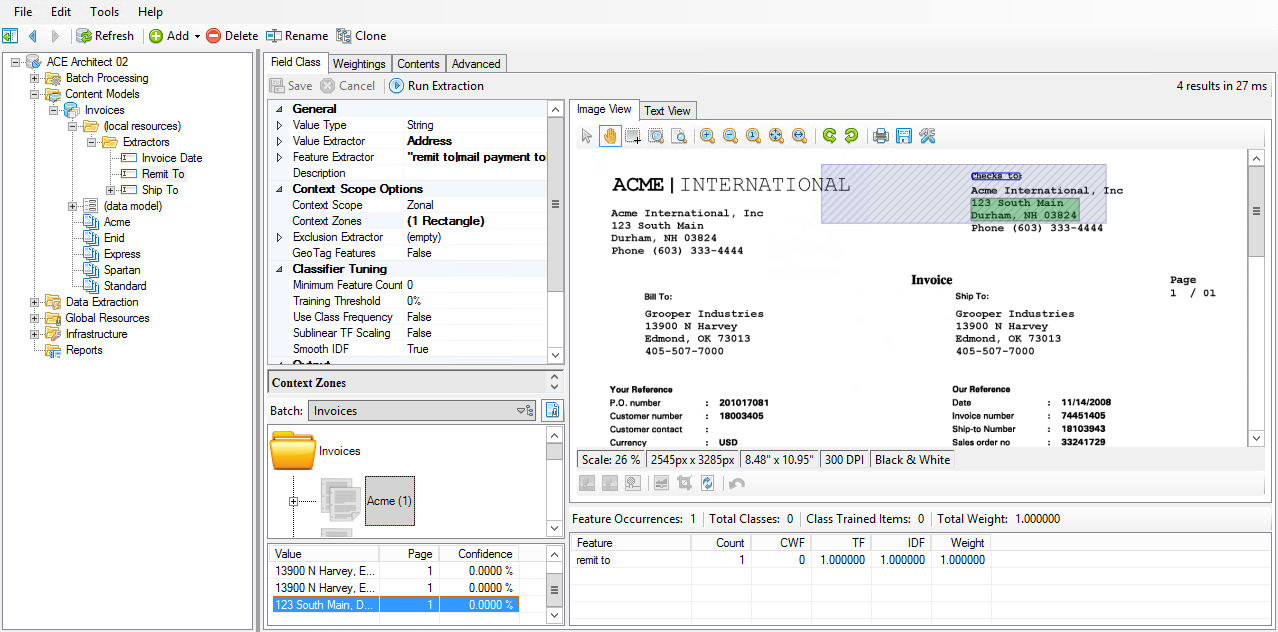 File Edit Tools Help
Refresh Add Delete Rename Clone
ACE Architect 02
Batch Processing
Content Models
Invoices
(local resources)
Extractors
Invoice Date
Remit To
Ship To
(data model)
Acme
Enid
Express
Spartan
Standard
Data Extraction
Global Resources
Infrastructure
Reports
Field Class Weightings Contents Advanced
Save Cancel Run Extraction
4 results in 27 ms
General
Value Type String
Value Extractor Address
Feature Extractor "remit to|mail payment to
Description
Context Scope Options
Context Scope Zonal
Context Zones (1 Rectangle)
Exclusion Extractor (empty)
GeoTag Features False
Classifier Tuning
Minimum Feature Count 0
Training Threshold 0%
Use Class Frequency False
Sublinear TF Scaling False
Smooth IDF True
Output
Context Zones
Batch: Invoices
Invoices
Acme (1)
Value Page Confidence
13900 N Harvey, E... 1 0.0000 %
13900 N Harvey, E... 1 0.0000 %
123 South Main, D... 1 0.0000 %
Image View Text View
ACME | INTERNATIONAL
Acme International, Inc
123 South Main
Durham, NH 03824
Phone (603) 333-4444
Checks to:
Acme International, Inc
123 South Main
Durham, NH 03824
Phone (603) 333-4444
Invoice
Page
1 / 01
Bill To:
Grooper Industries
13900 N Harvey
Edmond, OK 73013
405-507-7000
Ship To:
Grooper Industries
13900 N Harvey
Edmond, OK 73013
405-507-7000
Your Reference
P.O. number : 201017081
Customer number : 18003405
Customer contact :
Currency : USD
Our Reference
Date : 11/14/2008
Invoice number : 74451405
Ship-to Number : 18103943
Sales order no : 33241729
Scale: 26 % 2545px x 3285px 8.48" x 10.95" 300 DPI Black & White
Feature Occurrences: 1 Total Classes: 0 Class Trained Items: 0 Total Weight: 1.000000
Feature Count CWF TF IDF Weight
remit to 1 0 1.000000 1.000000 1.000000